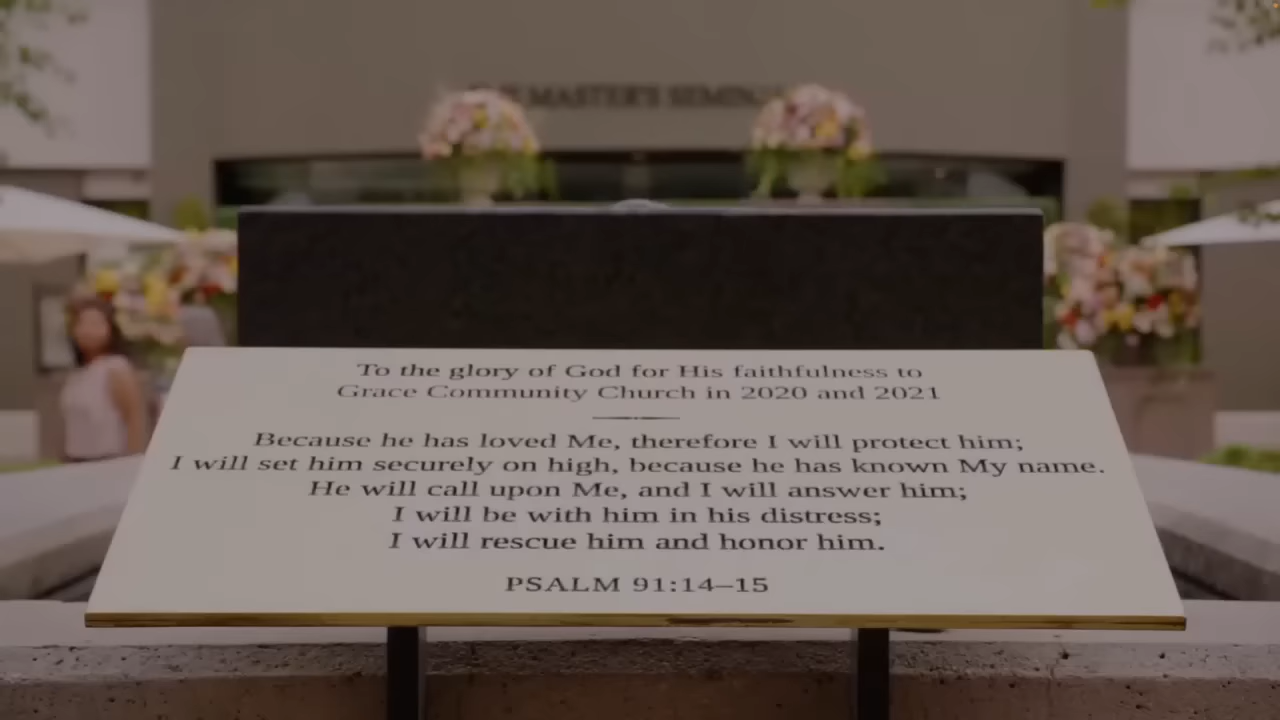 MASTER'S
To the glory of God for His faithfulness to
Grace Community Church in 2020 and 2021
Because he has loved Me, therefore I will protect him;
I will set him securely on high, because he has known My name.
He will call upon Me, and I will answer him;
I will be with him in his distress;
I will rescue him and honor him.
PSALM 91:14–15